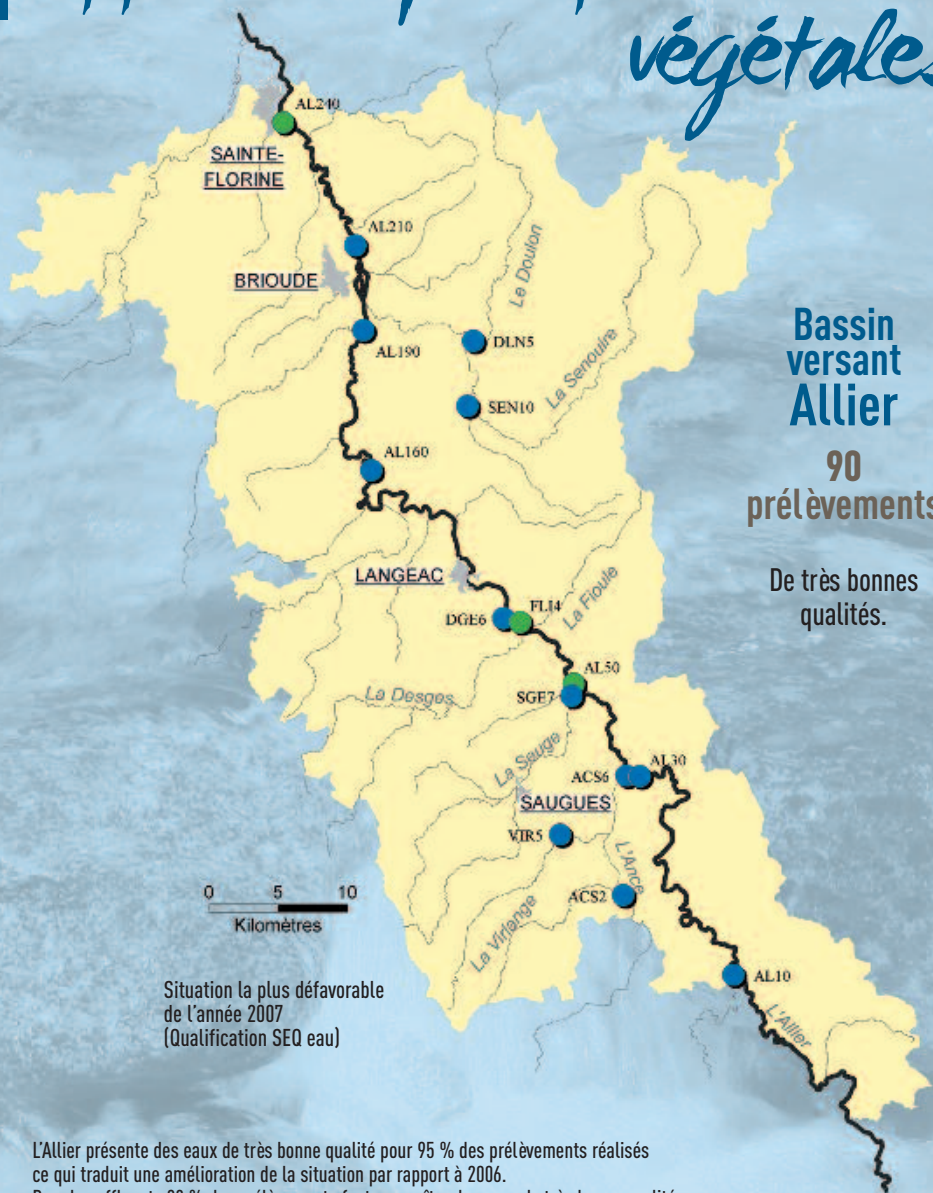 végétales
AL240
SAINTE-
FLORINE
AL210
BRIOUDE
Le Doulon
AL190
DLN5
La Senouire
SEN10
Bassin
versant
Allier
90
prélèvements
De très bonnes
qualités.
AL160
LANGEAC
La Fioule
DGE6
FLI4
AL50
SGE7
La Desges
La Sauge
ACS6
AL30
SAUGUES
VIR5
L'Ance
ACS2
La Virlange
0 5 10
Kilomètres
AL10
L'Allier
Situation la plus défavorable
de l'année 2007
(Qualification SEQ eau)
L'Allier présente des eaux de très bonne qualité pour 95 % des prélèvements réalisés
ce qui traduit une amélioration de la situation par rapport à 2006.